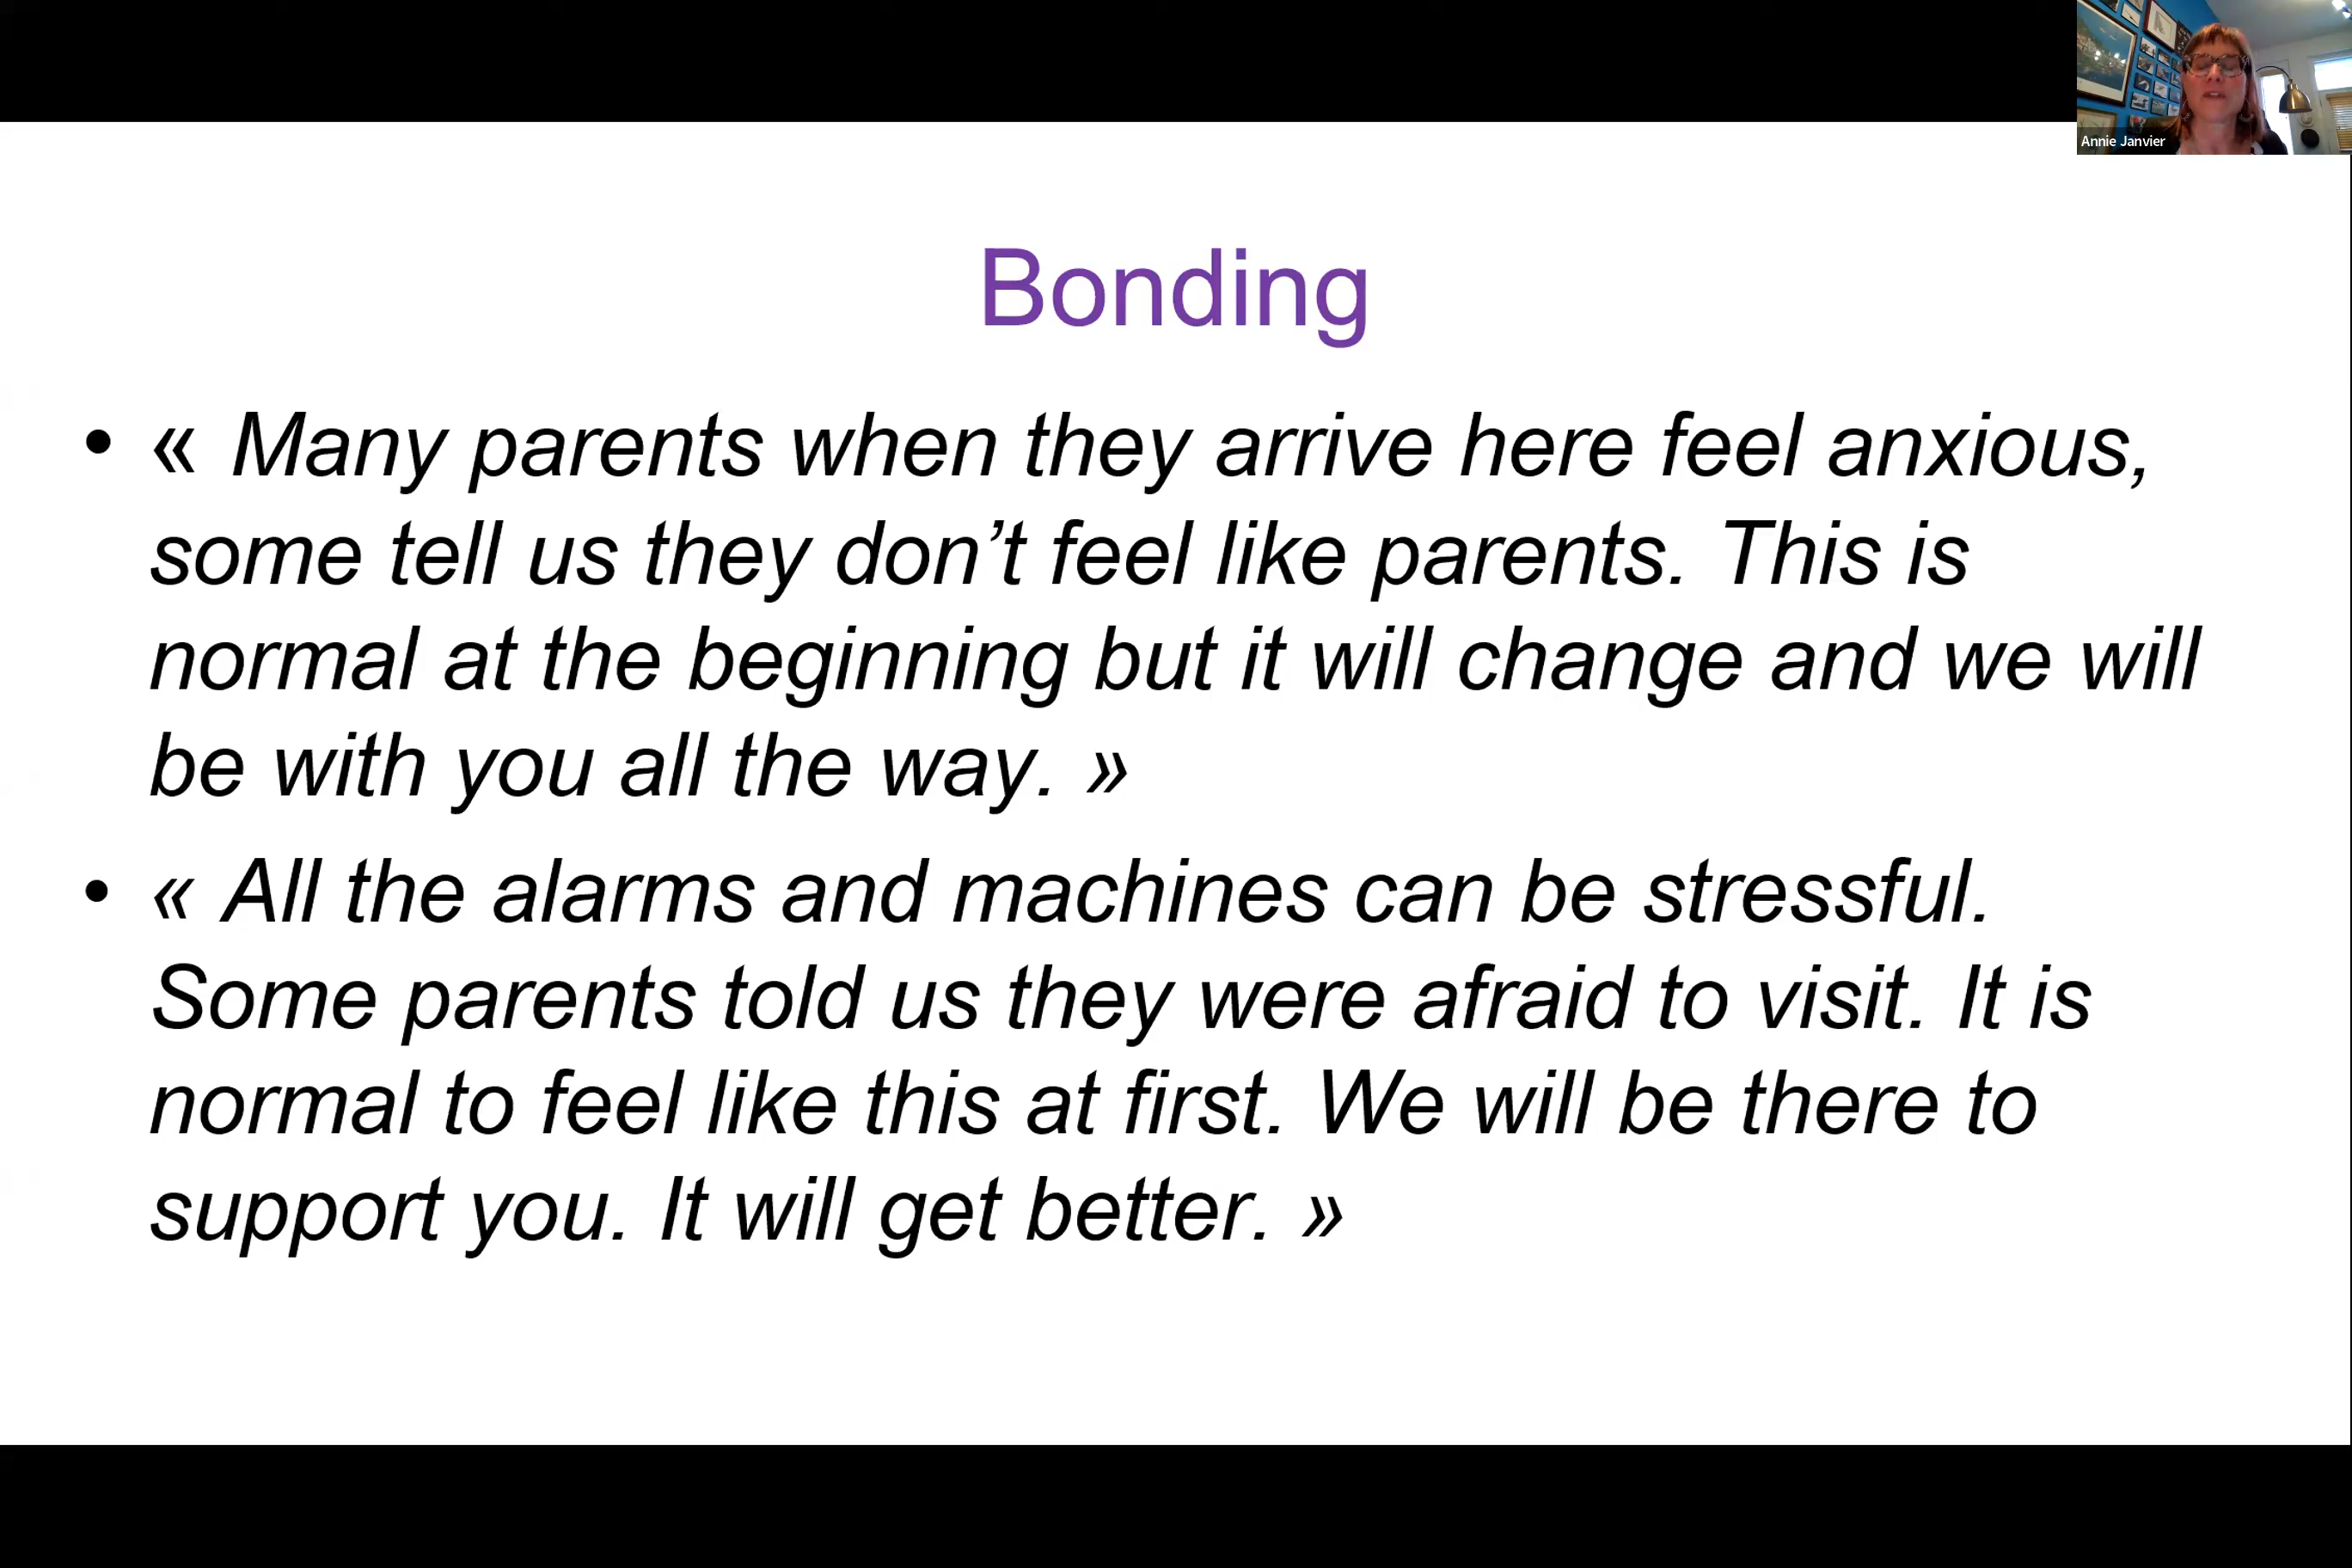 Annie Janvier
Bonding
• « Many parents when they arrive here feel anxious,
some tell us they don’t feel like parents. This is
normal at the beginning but it will change and we will
be with you all the way. »
• « All the alarms and machines can be stressful.
Some parents told us they were afraid to visit. It is
normal to feel like this at first. We will be there to
support you. It will get better. »